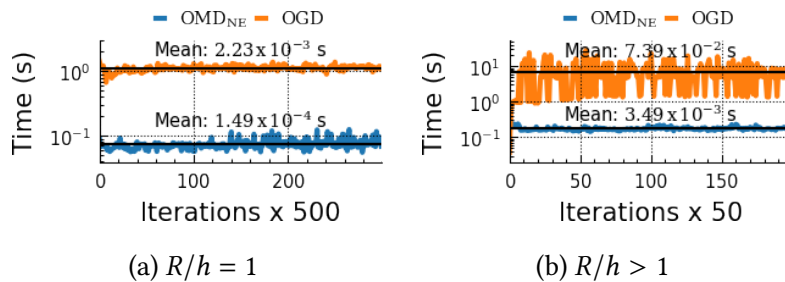 OMD_NE OGD
Mean: 2.23 x 10^-3 s
10^0
Mean: 1.49 x 10^-4 s
10^-1
Time (s)
0 100 200
Iterations x 500
(a) R/h = 1
OMD_NE OGD
Mean: 7.39 x 10^-2 s
10^1
10^0
Mean: 3.49 x 10^-3 s
10^-1
Time (s)
0 50 100 150
Iterations x 50
(b) R/h > 1